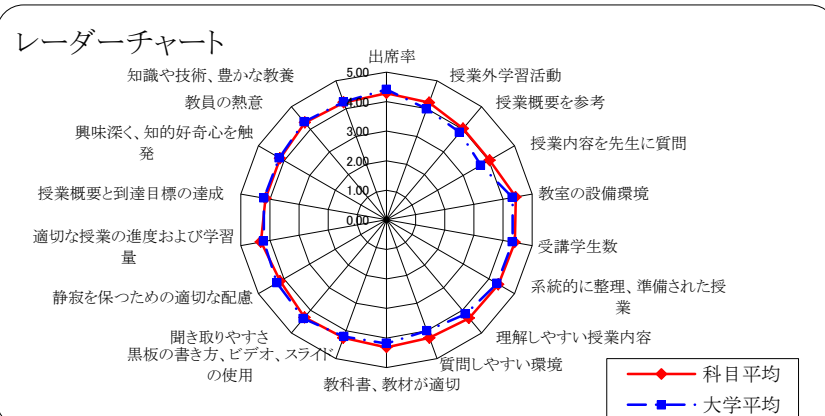 レーダーチャート
出席率
授業外学習活動
授業概要を参考
授業内容を先生に質問
教室の設備環境
受講学生数
系統的に整理、準備された授
業
理解しやすい授業内容
質問しやすい環境
教科書、教材が適切
黒板の書き方、ビデオ、スライド
の使用
聞き取りやすさ
静寂を保つための適切な配慮
適切な授業の進度および学習
量
授業概要と到達目標の達成
興味深く、知的好奇心を触
発
教員の熱意
知識や技術、豊かな教養
5.00
4.00
3.00
2.00
1.00
0.00
科目平均
大学平均